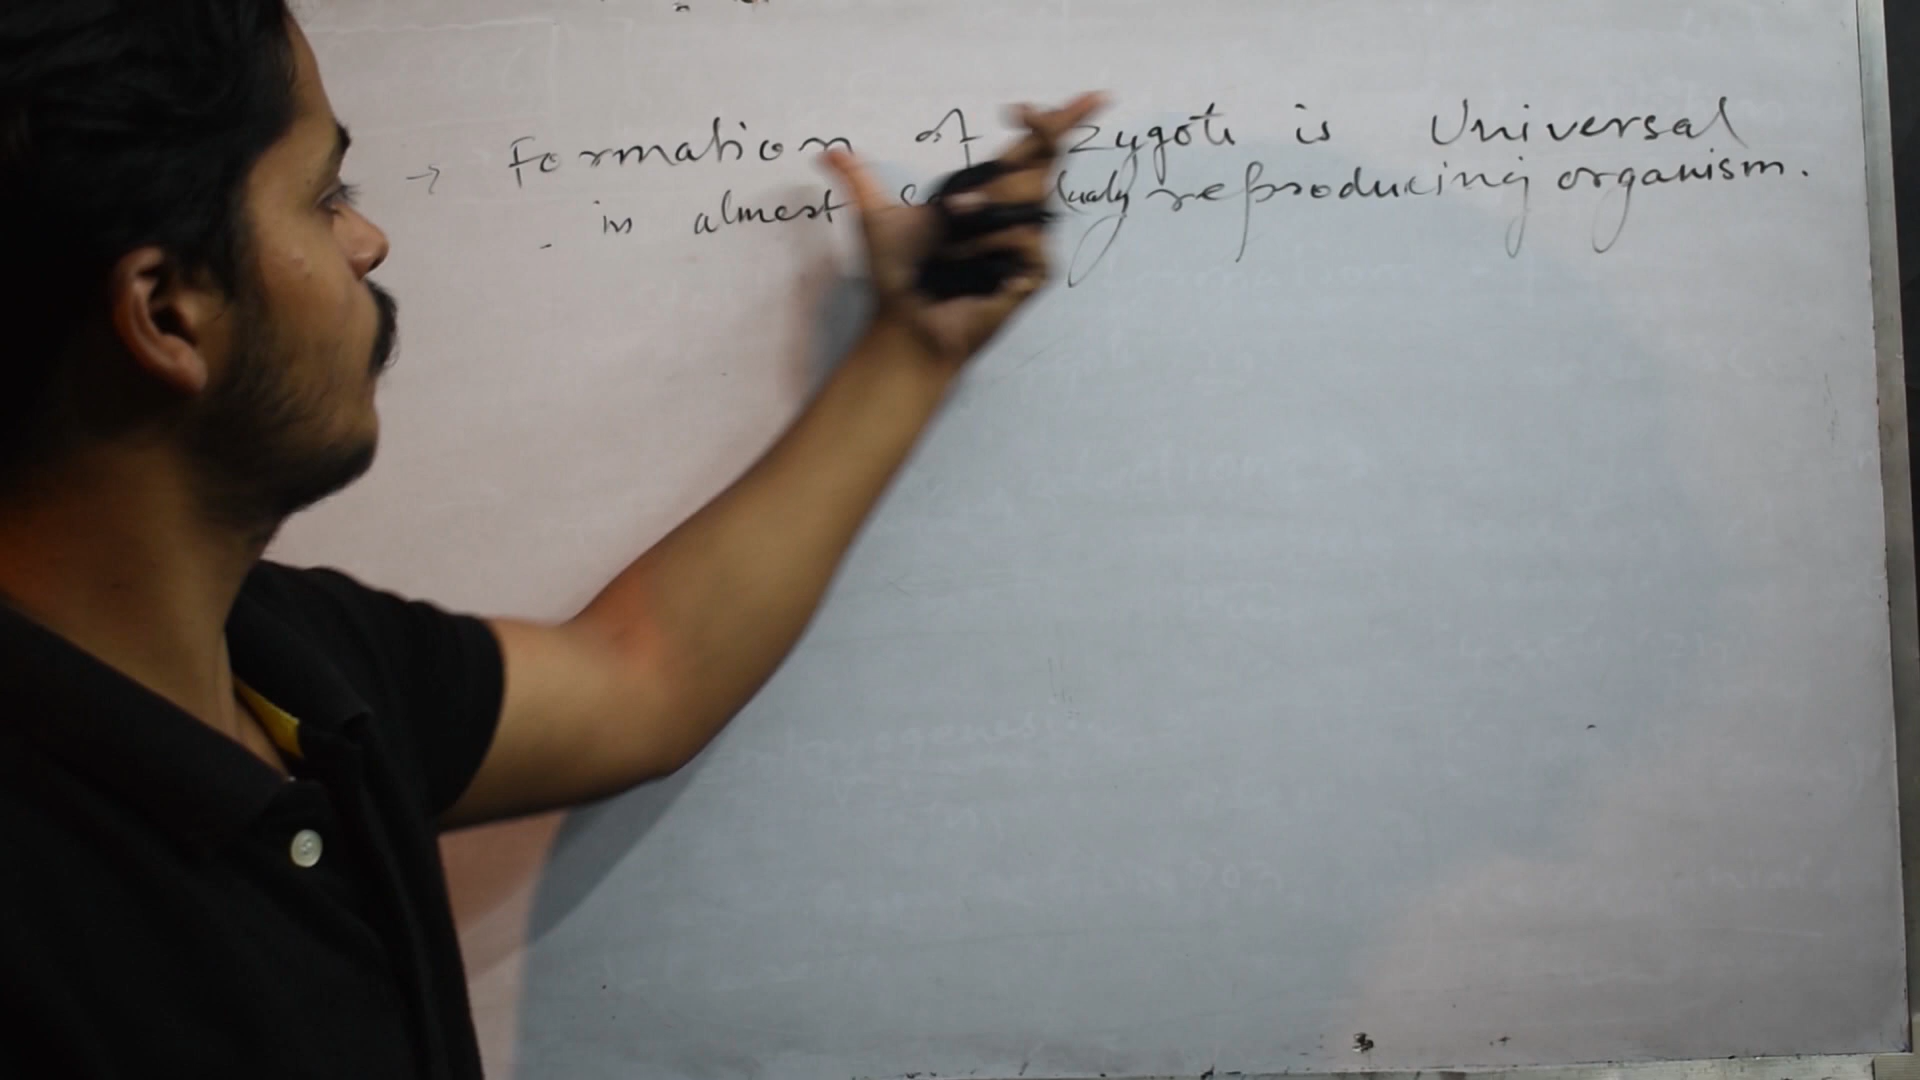 → Formation of Zygote is Universal
in almost reproducing organism.